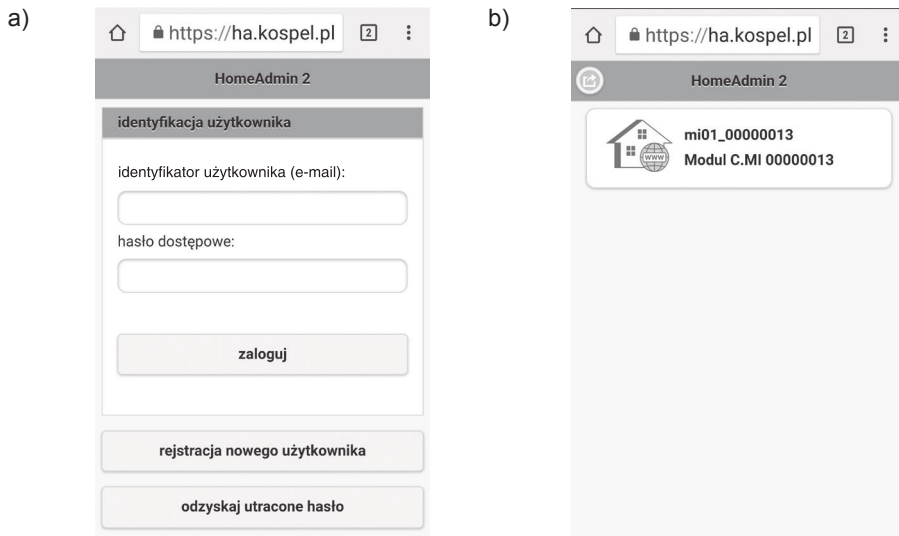 a)
https://ha.kospel.pl
2
HomeAdmin 2
identyfikacja użytkownika
identyfikator użytkownika (e-mail):
hasło dostępowe:
zaloguj
rejstracja nowego użytkownika
odzyskaj utracone hasło
b)
https://ha.kospel.pl
2
HomeAdmin 2
www
mi01_00000013
Modul C.MI 00000013